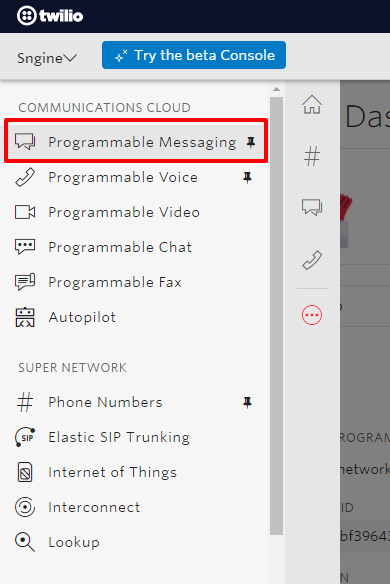 twilio
Sngine
Try the beta Console
COMMUNICATIONS CLOUD
Programmable Messaging
Programmable Voice
Programmable Video
Programmable Chat
Programmable Fax
Autopilot
SUPER NETWORK
# Phone Numbers
SIP Elastic SIP Trunking
Internet of Things
Interconnect
Lookup
#
Das
ROGRAM
network
ID
bf3964
N